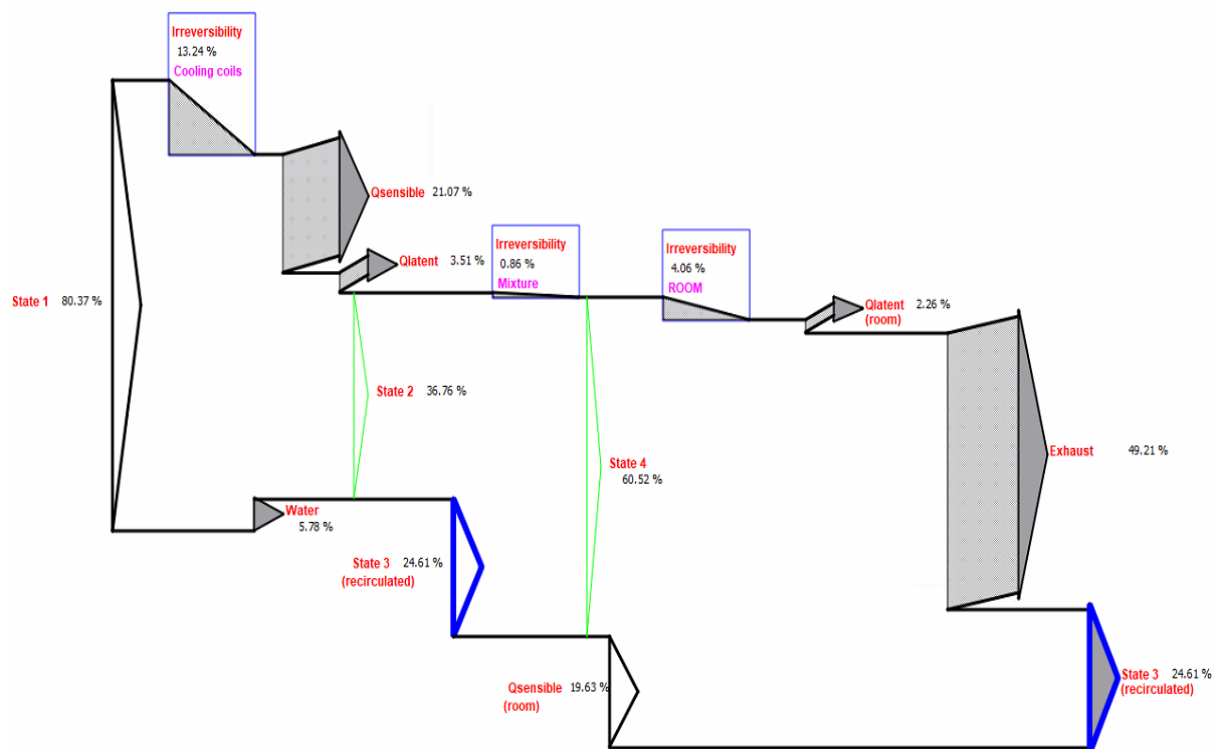 Irreversibility
13.24 %
Cooling coils
Qsensible 21.07 %
Qlatent 3.51 %
Irreversibility
0.86 %
Mixture
Irreversibility
4.06 %
ROOM
State 1 80.37 %
Qlatent 2.26 %
(room)
State 2 36.76 %
State 4
60.52 %
Exhaust 49.21 %
Water
5.78 %
State 3 24.61 %
(recirculated)
Qsensible 19.63 %
(room)
State 3 24.61 %
(recirculated)